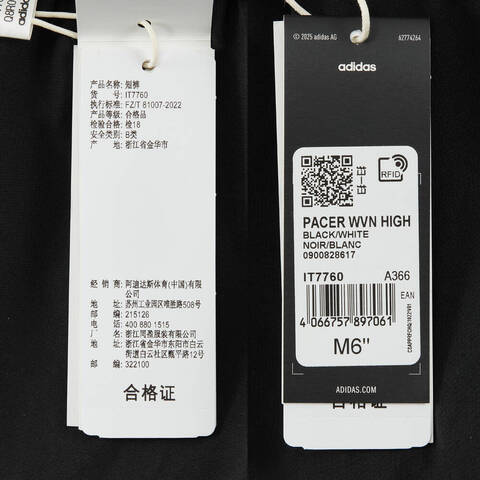 adidas
产品名称: 短裤
货 号: IT7760
执行标准: FZ/T 81007-2022
产品等级: 合格品
检验合格: 检18
安全类别: B类
产 地: 浙江省金华市
经 销 商: 阿迪达斯体育(中国)有限
公司
地 址: 苏州工业园区唯胜路508号
邮 编: 215126
电 话: 400 880 1515
厂 名: 浙江同盈服装有限公司
地 址: 浙江省金华市东阳市白云
街道白云社区甑平路12号
邮 编: 322100
合格证
© 2025 adidas AG
62774264
adidas
RFID
PACER WVN HIGH
BLACK/WHITE
NOIR/BLANC
0900828617
IT7760 A366
EAN
4 066757 897061
M6"
ADIDAS.COM
合格证